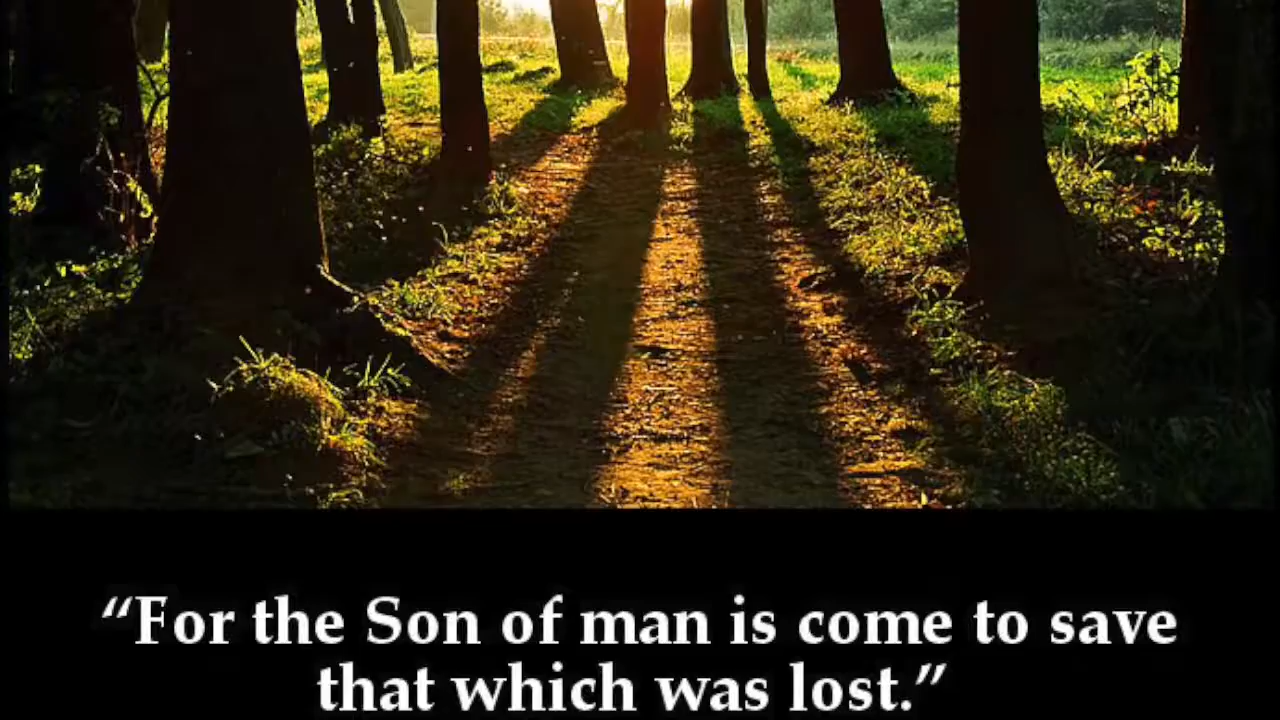 “For the Son of man is come to save
that which was lost.”